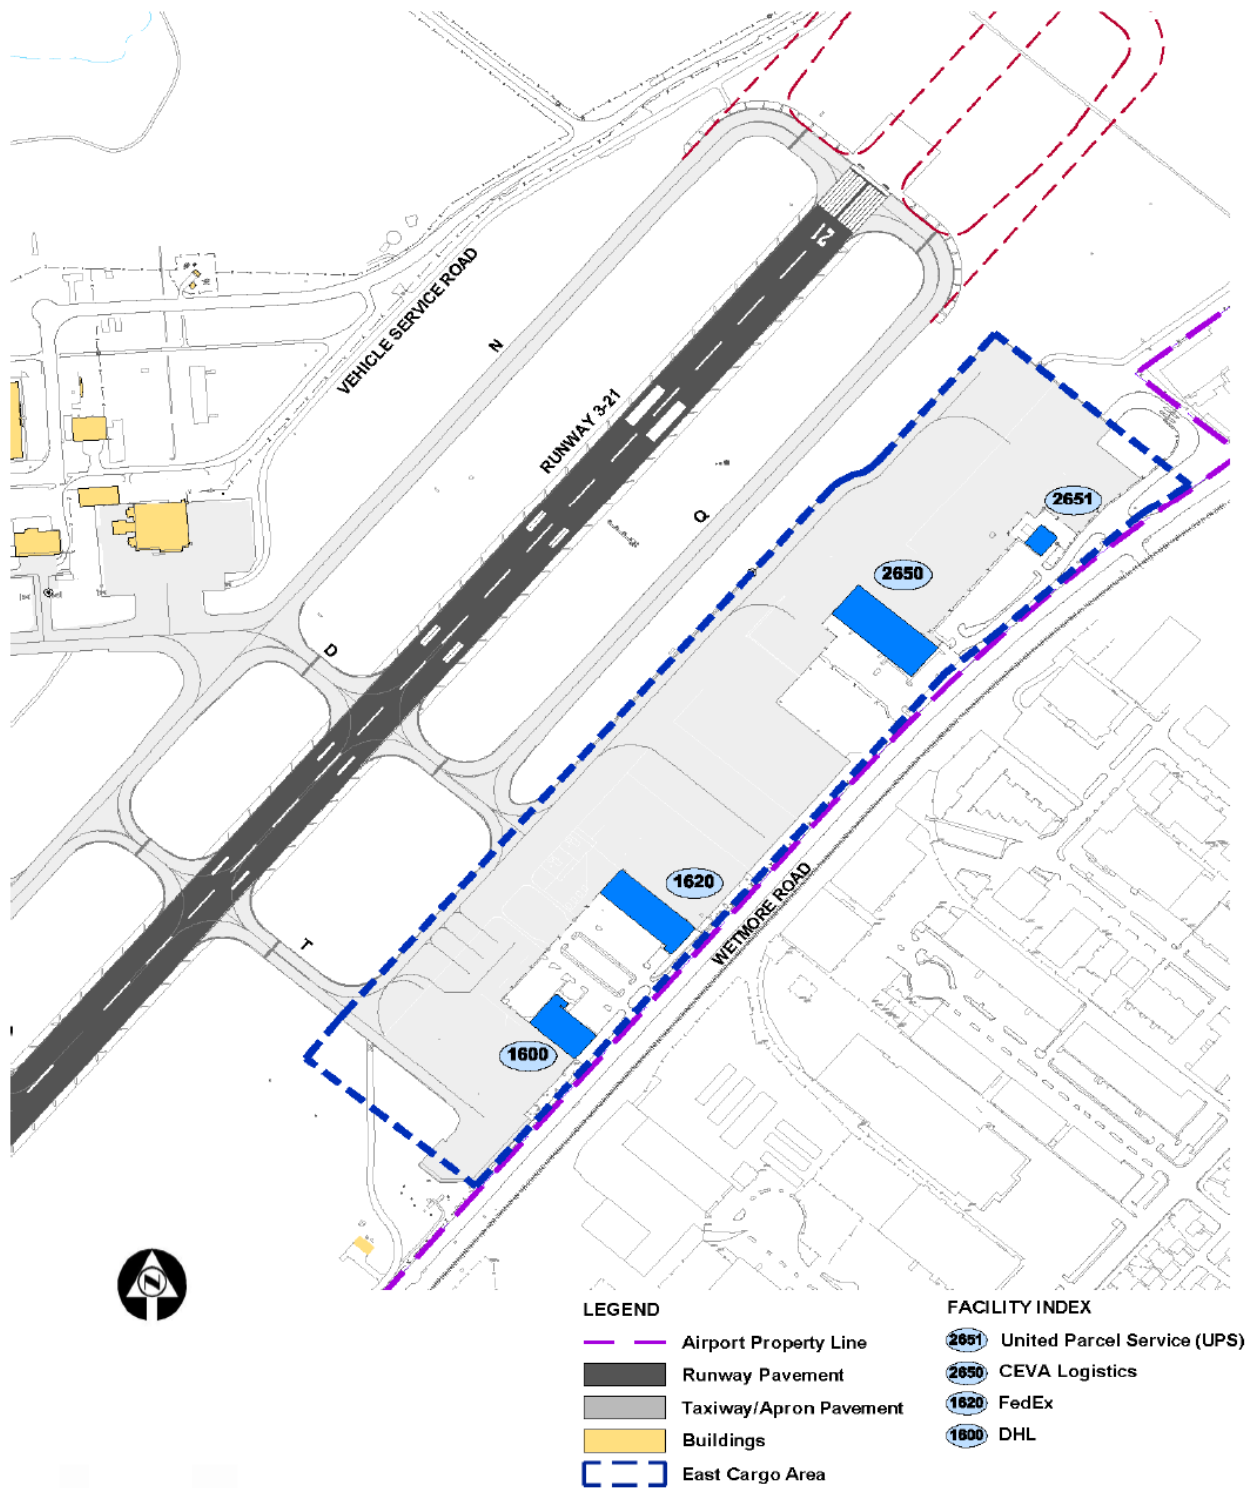 21
VEHICLE SERVICE ROAD
N
RUNWAY 3-21
2651
Q
2650
D
1620
WETMORE ROAD
T
1600
N
LEGEND
Airport Property Line
Runway Pavement
Taxiway/Apron Pavement
Buildings
East Cargo Area
FACILITY INDEX
2651 United Parcel Service (UPS)
2650 CEVA Logistics
1620 FedEx
1600 DHL